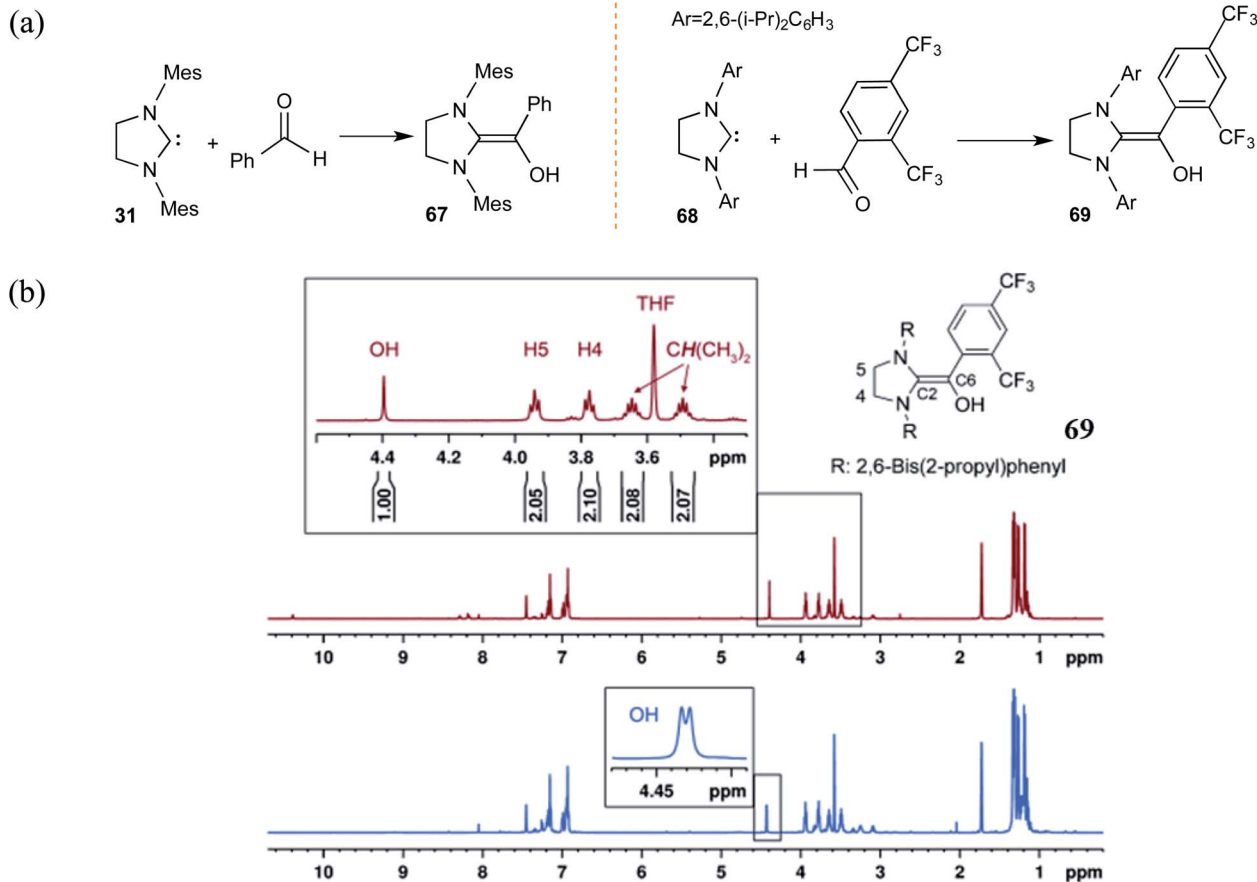 (a)
Ar=2,6-(i-Pr)2C6H3
Mes
N
N
:
Mes
31
+
O
Ph
H
Mes
N
Ph
N
OH
Mes
67
Ar
N
N
:
Ar
68
+
CF3
H
O
CF3
Ar
N
N
Ar
OH
CF3
CF3
69
(b)
OH
H5
H4
THF
CH(CH3)2
4.4 4.2 4.0 3.8 3.6 ppm
1.00 2.05 2.10 2.08 2.07
CF3
R
5
N
C6
CF3
4
C2
N
OH
R
69
R: 2,6-Bis(2-propyl)phenyl
10 9 8 7 6 5 4 3 2 1 ppm
OH
4.45 ppm
10 9 8 7 6 5 4 3 2 1 ppm